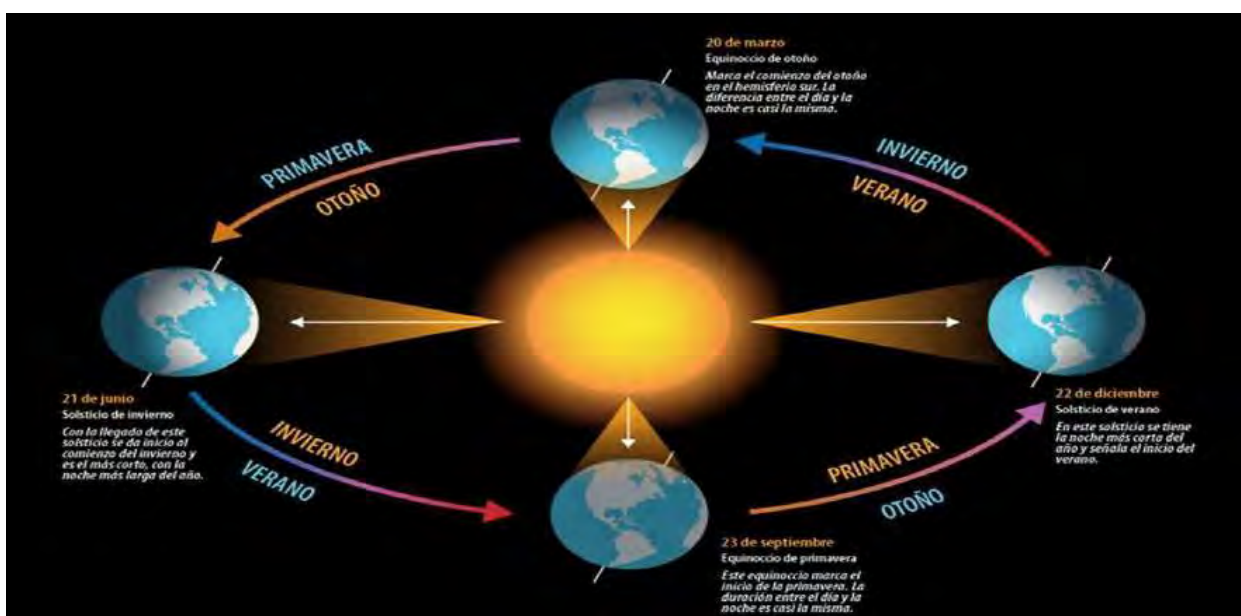 20 de marzo
Equinoccio de otoño
Marca el comienzo del otoño
en el hemisferio sur. La
diferencia entre el día y la
noche es casi la misma.
PRIMAVERA
OTOÑO
INVIERNO
VERANO
21 de junio
Solsticio de invierno
Con la llegada de este
solsticio se da inicio al
comienzo del invierno y
es el más corto, con la
noche más larga del año.
22 de diciembre
Solsticio de verano
En este solsticio se tiene
la noche más corta del
año y señala el inicio del
verano.
INVIERNO
VERANO
PRIMAVERA
OTOÑO
23 de septiembre
Equinoccio de primavera
Este equinoccio marca el
inicio de la primavera. La
duración entre el día y la
noche es casi la misma.